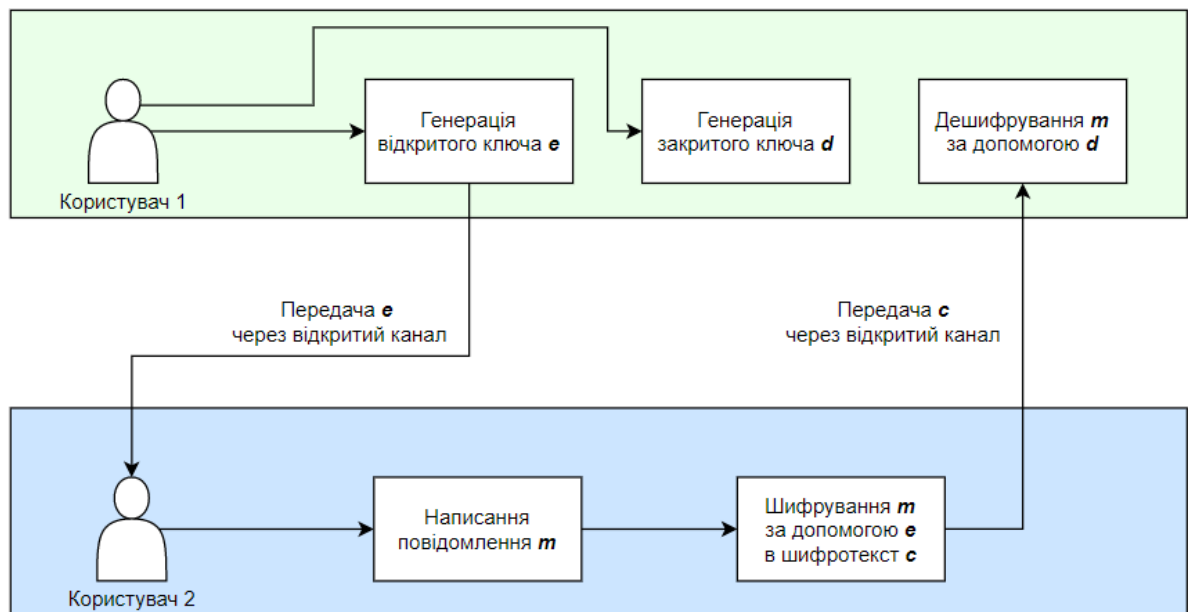 Генерація
відкритого ключа e
Генерація
закритого ключа d
Дешифрування m
за допомогою d
Користувач 1
Передача e
через відкритий канал
Передача c
через відкритий канал
Написання
повідомлення m
Шифрування m
за допомогою e
в шифротекст c
Користувач 2